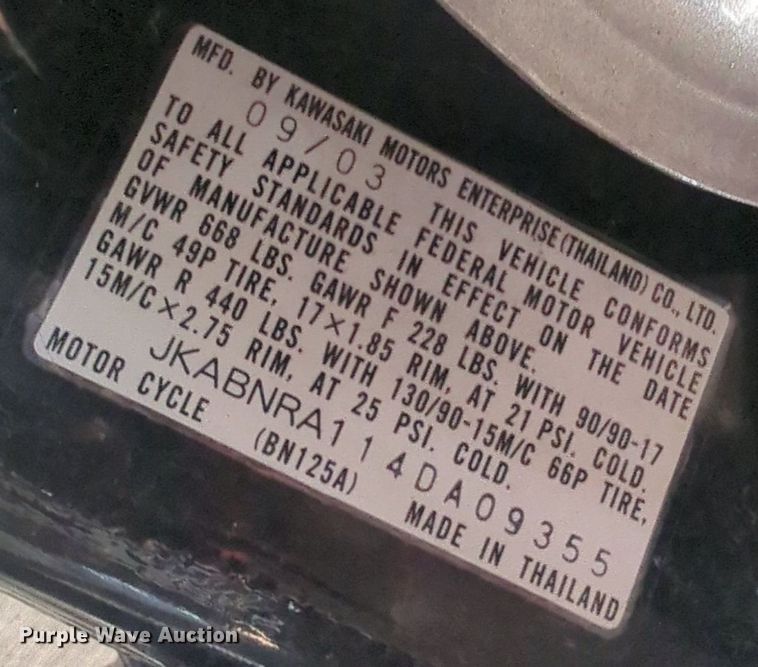 MFD. BY KAWASAKI MOTORS ENTERPRISE (THAILAND) CO., LTD.
09/03 THIS VEHICLE CONFORMS
TO ALL APPLICABLE FEDERAL MOTOR VEHICLE
SAFETY STANDARDS IN EFFECT ON THE DATE
OF MANUFACTURE SHOWN ABOVE.
GVWR 668 LBS. GAWR F 228 LBS. WITH 90/90-17
M/C 49P TIRE, 17×1.85 RIM, AT 21 PSI. COLD.
GAWR R 440 LBS. WITH 130/90-15M/C 66P TIRE,
15M/C×2.75 RIM, AT 25 PSI. COLD.
JKABNRA114DA09355
MOTOR CYCLE (BN125A) MADE IN THAILAND
Purple Wave Auction